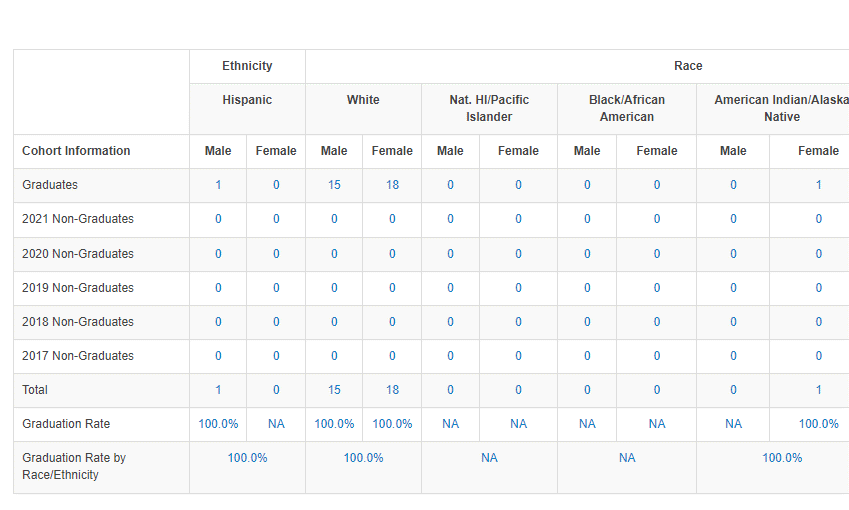 Ethnicity Race
Hispanic White Nat. HI/Pacific Islander Black/African American American Indian/Alaska Native
Cohort Information Male Female Male Female Male Female Male Female Male Female
Graduates 1 0 15 18 0 0 0 0 0 1
2021 Non-Graduates 0 0 0 0 0 0 0 0 0 0
2020 Non-Graduates 0 0 0 0 0 0 0 0 0 0
2019 Non-Graduates 0 0 0 0 0 0 0 0 0 0
2018 Non-Graduates 0 0 0 0 0 0 0 0 0 0
2017 Non-Graduates 0 0 0 0 0 0 0 0 0 0
Total 1 0 15 18 0 0 0 0 0 1
Graduation Rate 100.0% NA 100.0% 100.0% NA NA NA NA NA 100.0%
Graduation Rate by Race/Ethnicity 100.0% 100.0% NA NA 100.0%